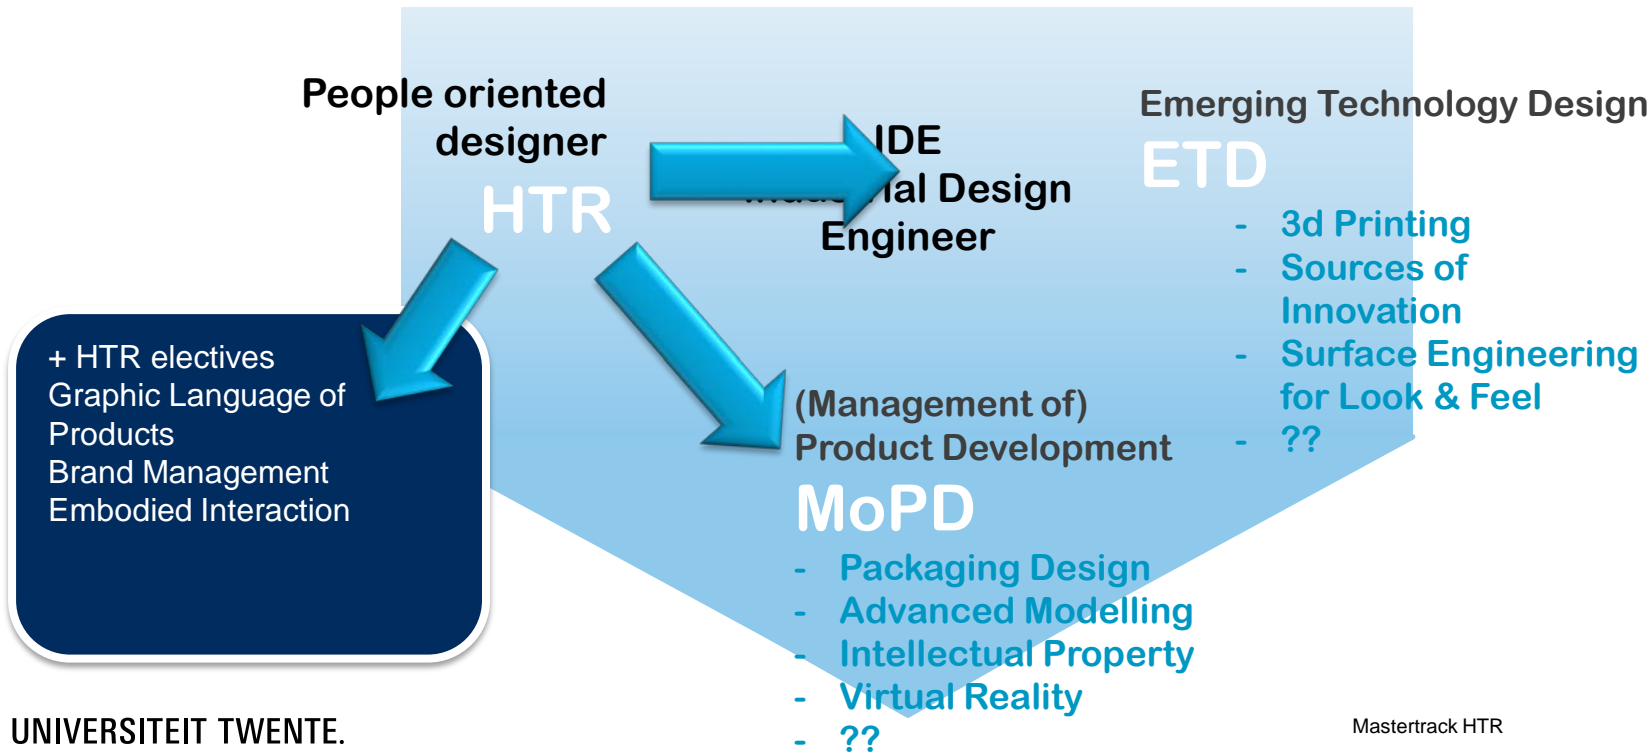 People oriented
designer
HTR
IDE
Design
Engineer
Emerging Technology Design
ETD
- 3d Printing
- Sources of
Innovation
- Surface Engineering
for Look & Feel
- ??
+ HTR electives
Graphic Language of
Products
Brand Management
Embodied Interaction
(Management of)
Product Development
MoPD
- Packaging Design
- Advanced Modelling
- Intellectual Property
- Virtual Reality
- ??
UNIVERSITEIT TWENTE.
Mastertrack HTR